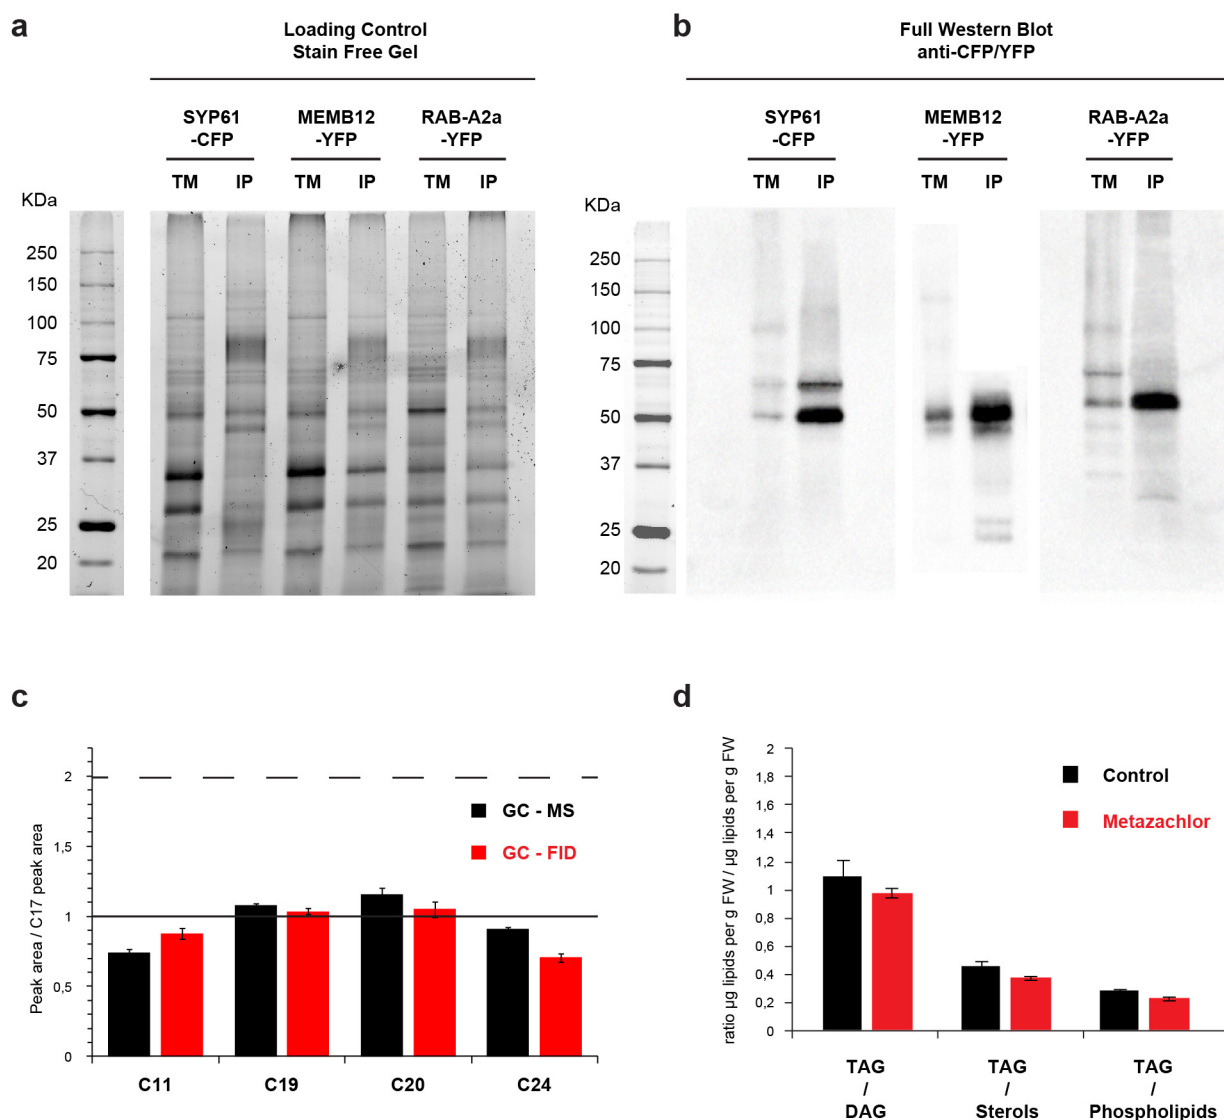 a
Loading Control
Stain Free Gel
SYP61
-CFP
MEMB12
-YFP
RAB-A2a
-YFP
TM IP TM IP TM IP
KDa
250
150
100
75
50
37
25
20
b
Full Western Blot
anti-CFP/YFP
SYP61
-CFP
MEMB12
-YFP
RAB-A2a
-YFP
TM IP TM IP TM IP
KDa
250
150
100
75
50
37
25
20
c
Peak area / C17 peak area
2
1,5
1
0,5
0
GC - MS
GC - FID
C11 C19 C20 C24
d
ratio µg lipids per g FW / µg lipids per g FW
2
1,8
1,6
1,4
1,2
1
0,8
0,6
0,4
0,2
0
Control
Metazachlor
TAG
/
DAG
TAG
/
Sterols
TAG
/
Phospholipids